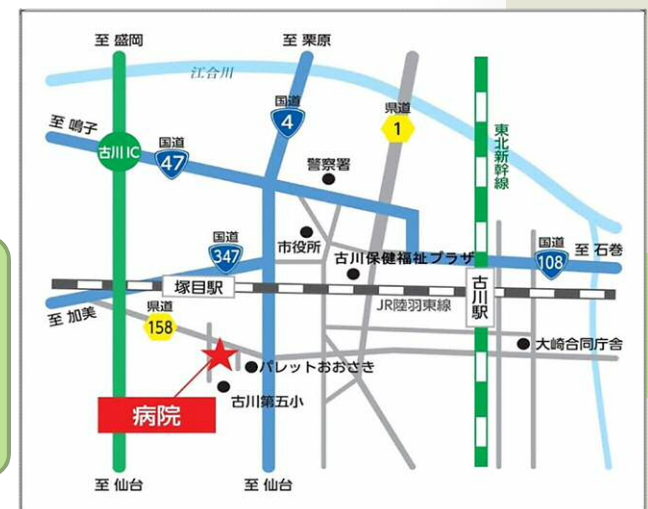 至 盛岡
至 栗原
江合川
国道
4
県道
1
至 鳴子
古川 IC
国道
47
東北新幹線
警察署
市役所
国道
347
古川保健福祉プラザ
国道
108
至 石巻
塚目駅
古川駅
JR陸羽東線
至 加美
県道
158
大崎合同庁舎
パレットおおさき
古川第五小
病院
至 仙台
至 仙台